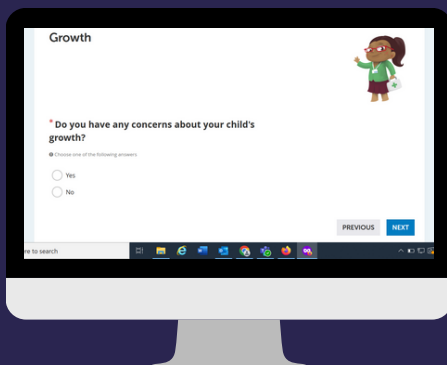 Growth
* Do you have any concerns about your child's
growth?
Choose one of the following answers
Yes
No
PREVIOUS NEXT
re to search